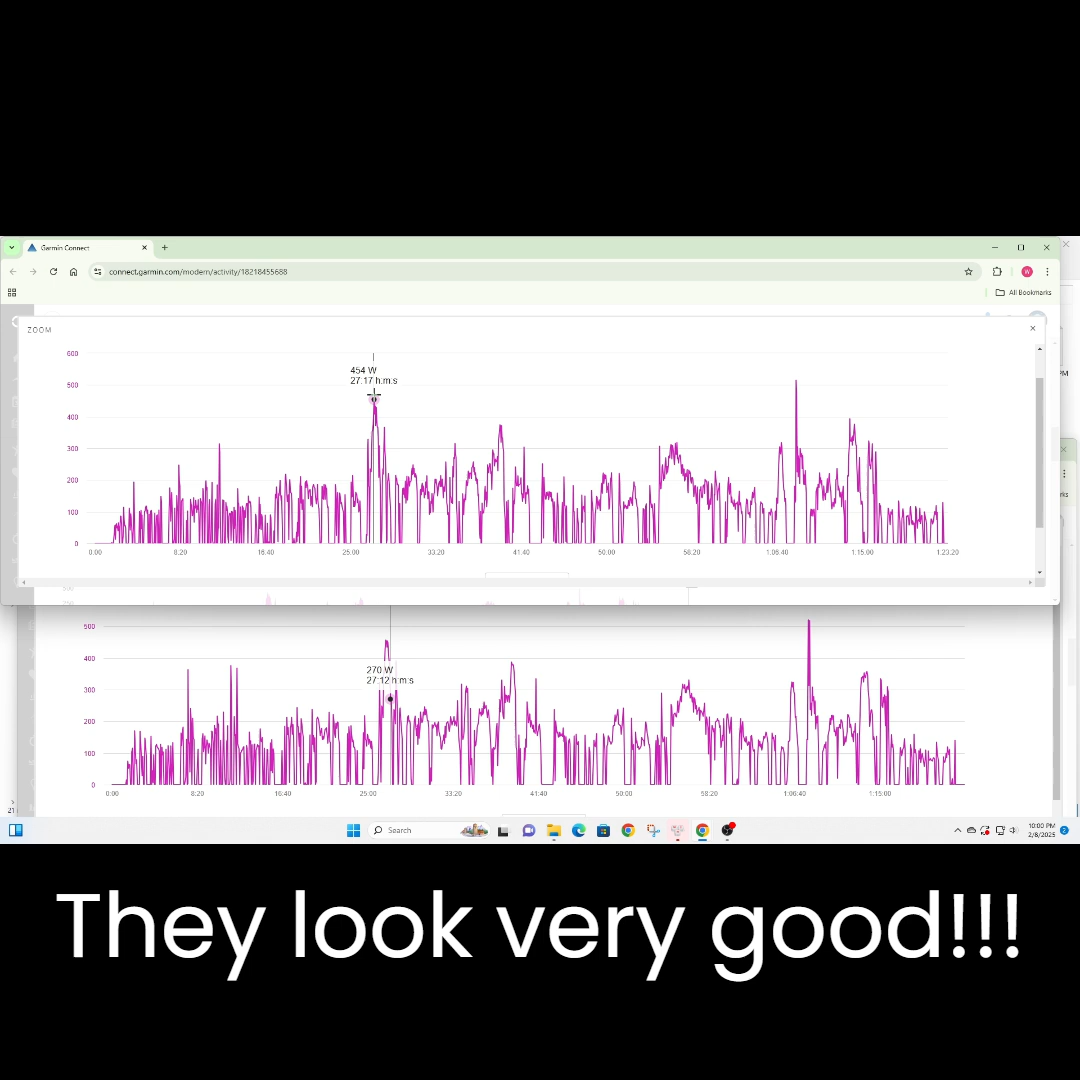 Garmin Connect
connect.garmin.com/modern/activity/18218455688
All Bookmarks
ZOOM
600
500
400
300
200
100
0
454 W
27:17 h:m:s
0:00 8:20 16:40 25:00 33:20 41:40 50:00 58:20 1:06:40 1:15:00 1:23:20
500
400
300
200
100
0
270 W
27:12 h:m:s
0:00 8:20 16:40 25:00 33:20 41:40 50:00 58:20 1:06:40 1:15:00
21
Search
10:00 PM
2/8/2025
2
They look very good!!!